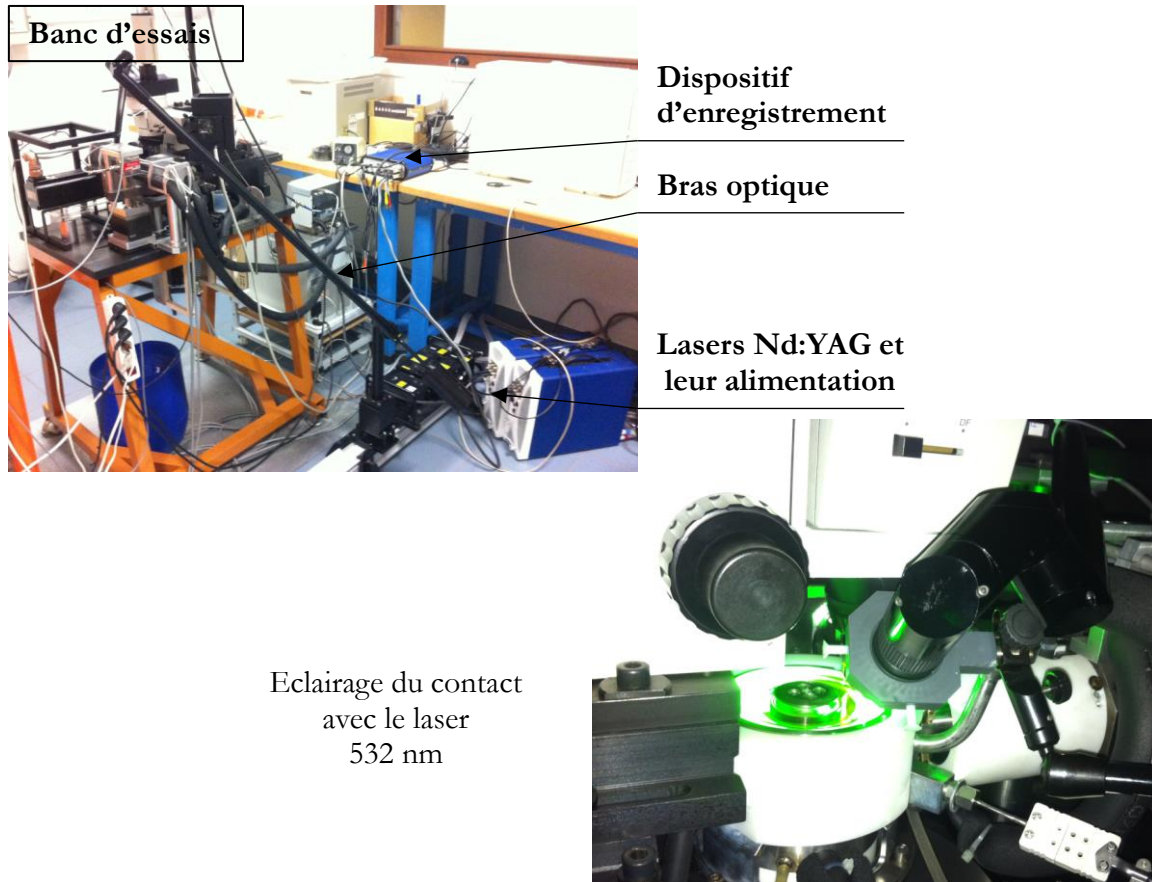 Banc d'essais
Dispositif
d'enregistrement
Bras optique
Lasers Nd:YAG et
leur alimentation
DF
Eclairage du contact
avec le laser
532 nm